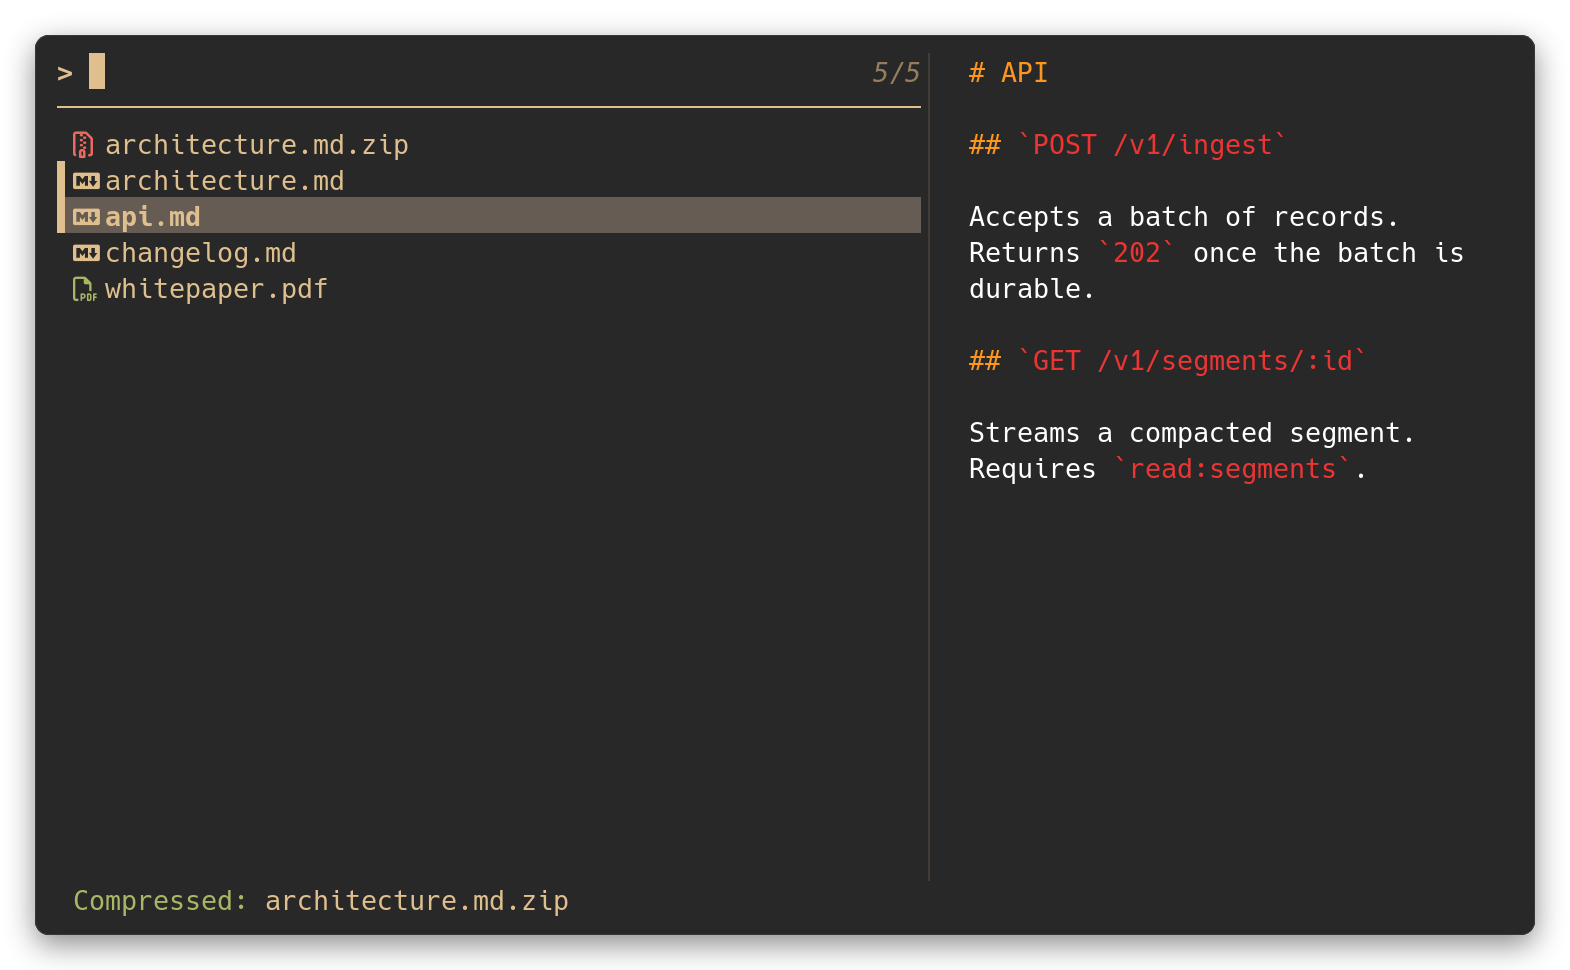 > 5/5
architecture.md.zip
architecture.md
api.md
changelog.md
PDF whitepaper.pdf
Compressed: architecture.md.zip
# API
## `POST /v1/ingest`
Accepts a batch of records.
Returns `202` once the batch is
durable.
## `GET /v1/segments/:id`
Streams a compacted segment.
Requires `read:segments`.